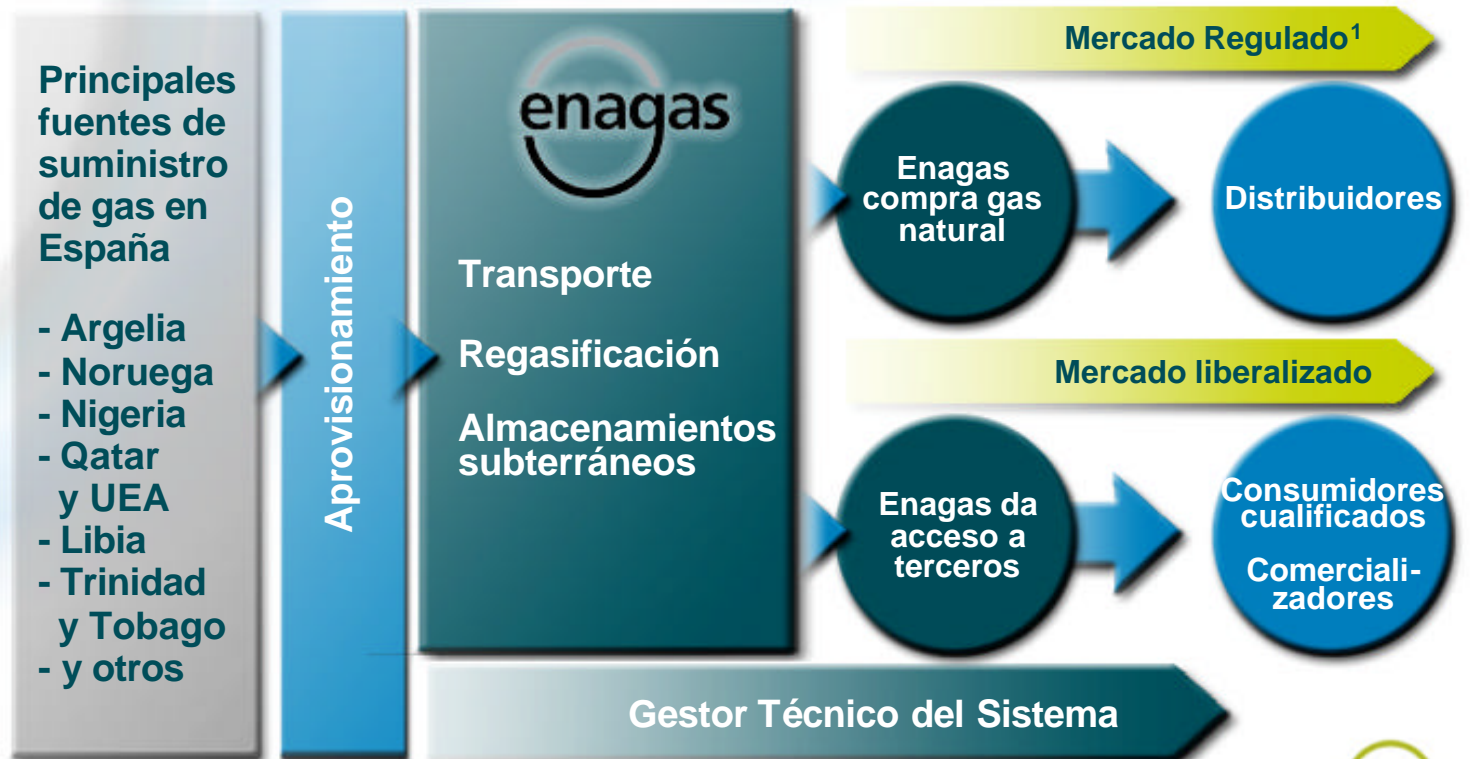 Principales
fuentes de
suministro
de gas en
España
- Argelia
- Noruega
- Nigeria
- Qatar
y UEA
- Libia
- Trinidad
y Tobago
- y otros
Aprovisionamiento
enagas
Transporte
Regasificación
Almacenamientos
subterráneos
Mercado Regulado¹
Enagas
compra gas
natural
Distribuidores
Mercado liberalizado
Enagas da
acceso a
terceros
Consumidores
cualificados
Comerciali-
zadores
Gestor Técnico del Sistema